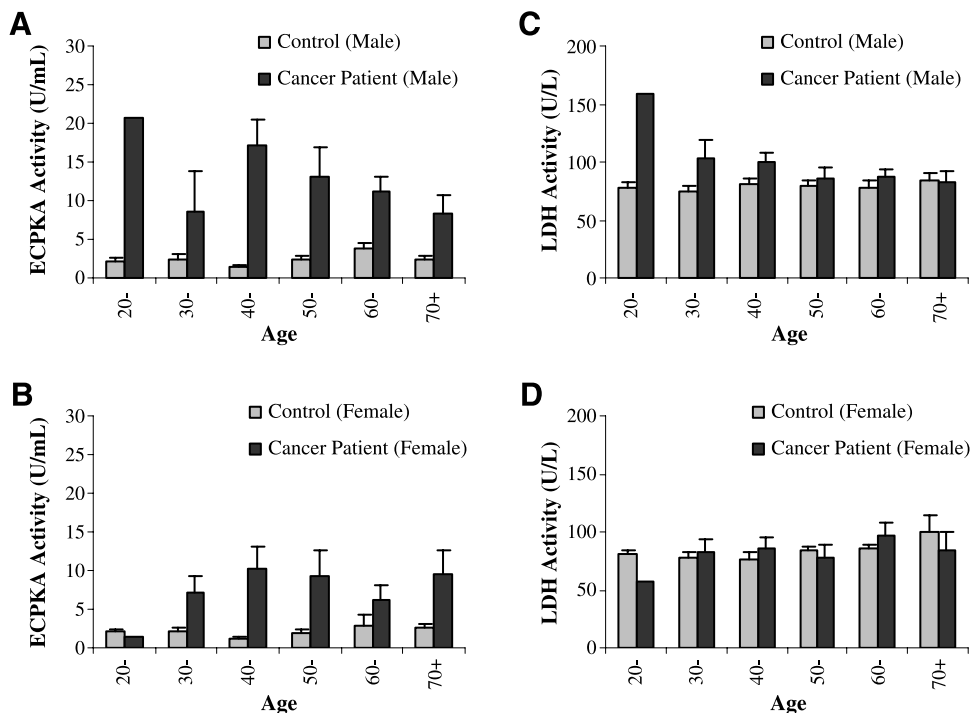 A
ECPKA Activity (U/mL)
30
25
20
15
10
5
0
Control (Male)
Cancer Patient (Male)
20-
30-
40-
50-
60-
70+
Age
C
LDH Activity (U/L)
200
150
100
50
0
Control (Male)
Cancer Patient (Male)
20-
30-
40-
50-
60-
70+
Age
B
ECPKA Activity (U/mL)
30
25
20
15
10
5
0
Control (Female)
Cancer Patient (Female)
20-
30-
40-
50-
60-
70+
Age
D
LDH Activity (U/L)
200
150
100
50
0
Control (Female)
Cancer Patient (Female)
20-
30-
40-
50-
60-
70+
Age